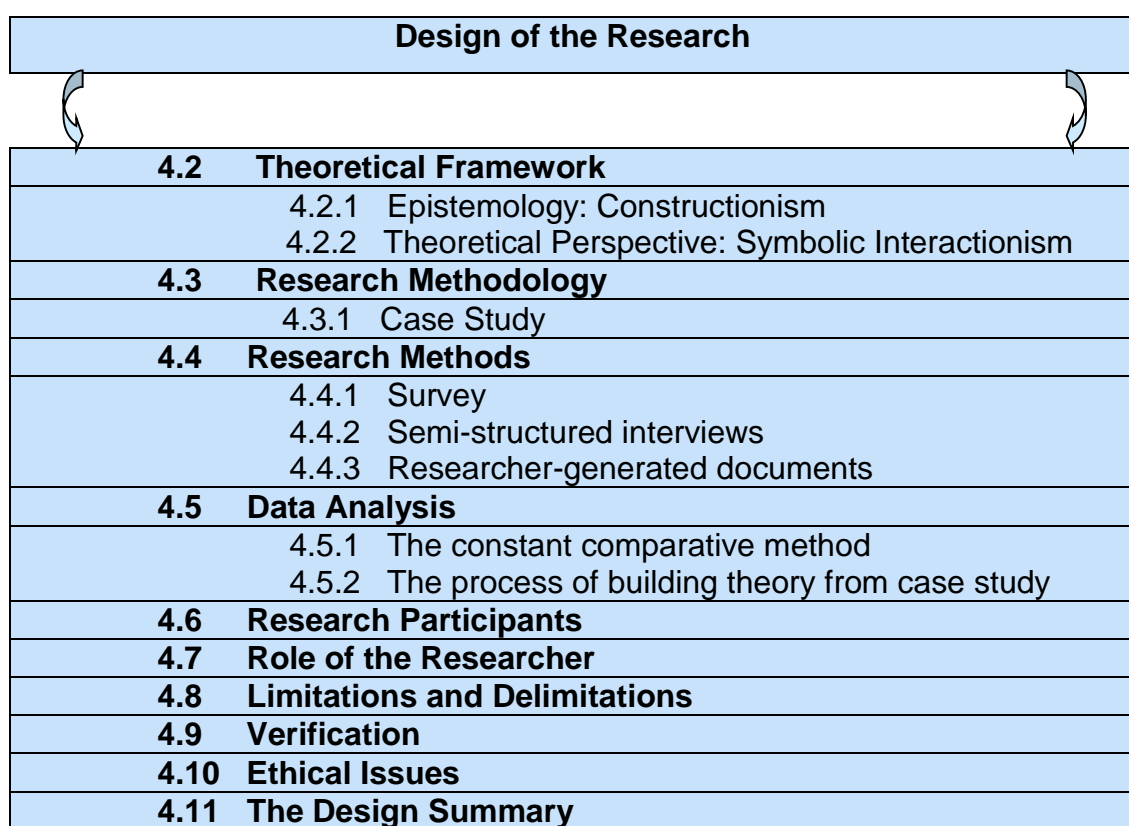 Design of the Research
4.2 Theoretical Framework
4.2.1 Epistemology: Constructionism
4.2.2 Theoretical Perspective: Symbolic Interactionism
4.3 Research Methodology
4.3.1 Case Study
4.4 Research Methods
4.4.1 Survey
4.4.2 Semi-structured interviews
4.4.3 Researcher-generated documents
4.5 Data Analysis
4.5.1 The constant comparative method
4.5.2 The process of building theory from case study
4.6 Research Participants
4.7 Role of the Researcher
4.8 Limitations and Delimitations
4.9 Verification
4.10 Ethical Issues
4.11 The Design Summary